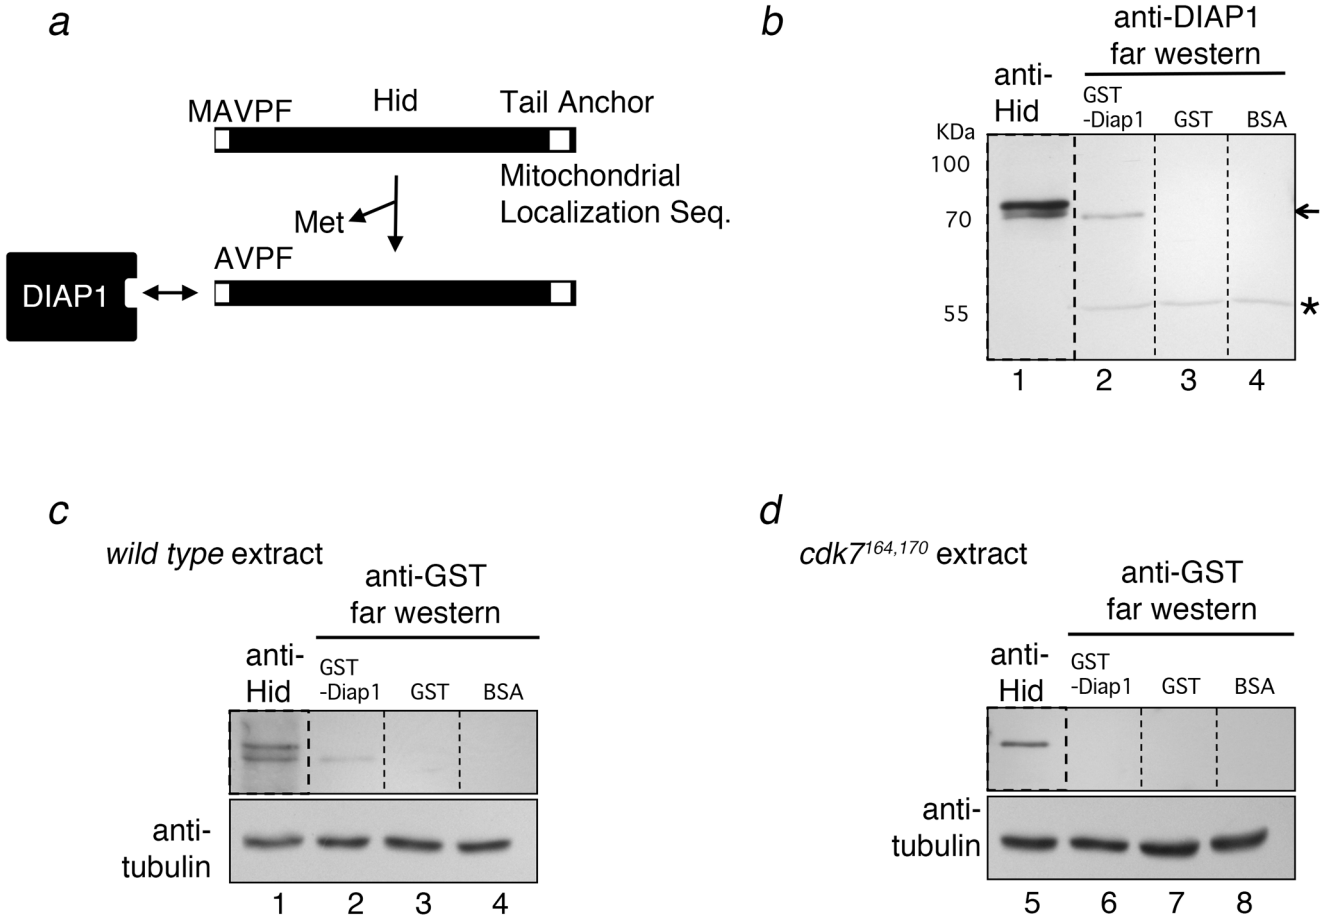 a
MAVPF
Hid
Tail Anchor
Mitochondrial
Localization Seq.
Met
AVPF
DIAP1
b
anti-DIAP1
far western
anti-
Hid
GST
-Diap1
GST
BSA
KDa
100
70
55
*
1 2 3 4
c
wild type extract
anti-GST
far western
anti-
Hid
GST
-Diap1
GST
BSA
anti-
tubulin
1 2 3 4
d
cdk7164,170 extract
anti-GST
far western
anti-
Hid
GST
-Diap1
GST
BSA
anti-
tubulin
5 6 7 8